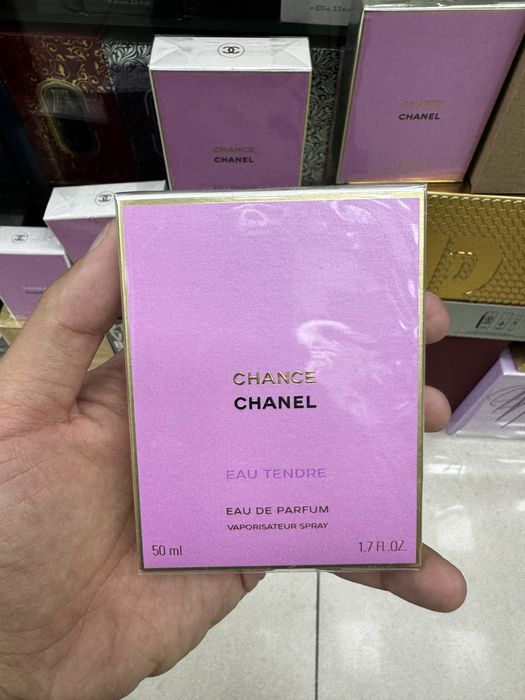 CHANCE
CHANEL
CHANCE
CHANEL
CHANCE
CHANEL
EAU TENDRE
EAU DE PARFUM
VAPORISATEUR SPRAY
50 ml
1.7 FL.OZ.